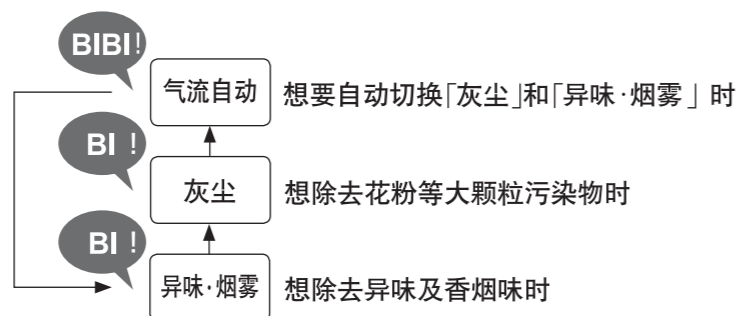 BIBI!
气流自动 想要自动切换「灰尘」和「异味·烟雾」时
BI !
灰尘 想除去花粉等大颗粒污染物时
BI !
异味·烟雾 想除去异味及香烟味时